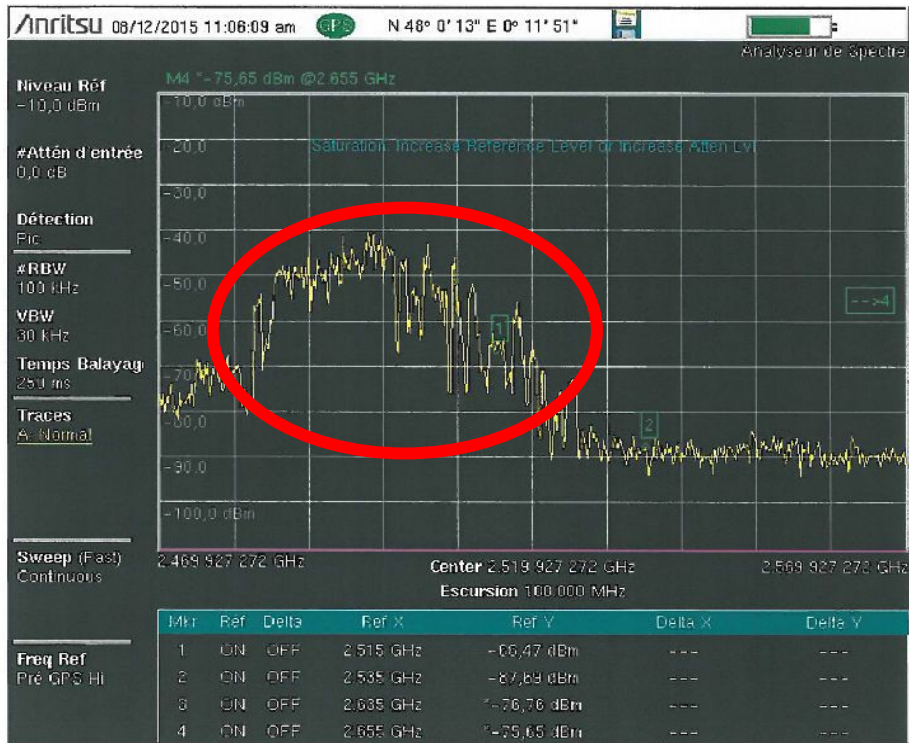 Anritsu 08/12/2015 11:06:09 am GPS N 48° 0' 13" E 0° 11' 51"
Analyseur de Spectre
M4 *-75,65 dBm @2.655 GHz
Niveau Réf
-10,0 dBm
#Attén d'entrée
0,0 dB
Détection
Pic
#RBW
100 kHz
VBW
30 kHz
Temps Balayag
250 ms
Traces
A: Normal
Sweep (Fast)
Continuous
Freq Ref
Pré GPS Hi
-10,0 dBm
-20,0
Saturation: Increase Reference Level or Increase Atten Lvl
-30,0
-40,0
-50,0
-->4
-60,0
1
-70
-80,0
2
-90,0
-100,0 dBm
2.469 927 272 GHz
Center 2.519 927 272 GHz
2.569 927 272 GHz
Escursion 100.000 MHz
Mkr Réf Delta Ref X Ref Y Delta X Delta Y
1 ON OFF 2.515 GHz -66,47 dBm --- ---
2 ON OFF 2.535 GHz -87,69 dBm --- ---
3 ON OFF 2.635 GHz *-76,76 dBm --- ---
4 ON OFF 2.655 GHz *-75,65 dBm --- ---